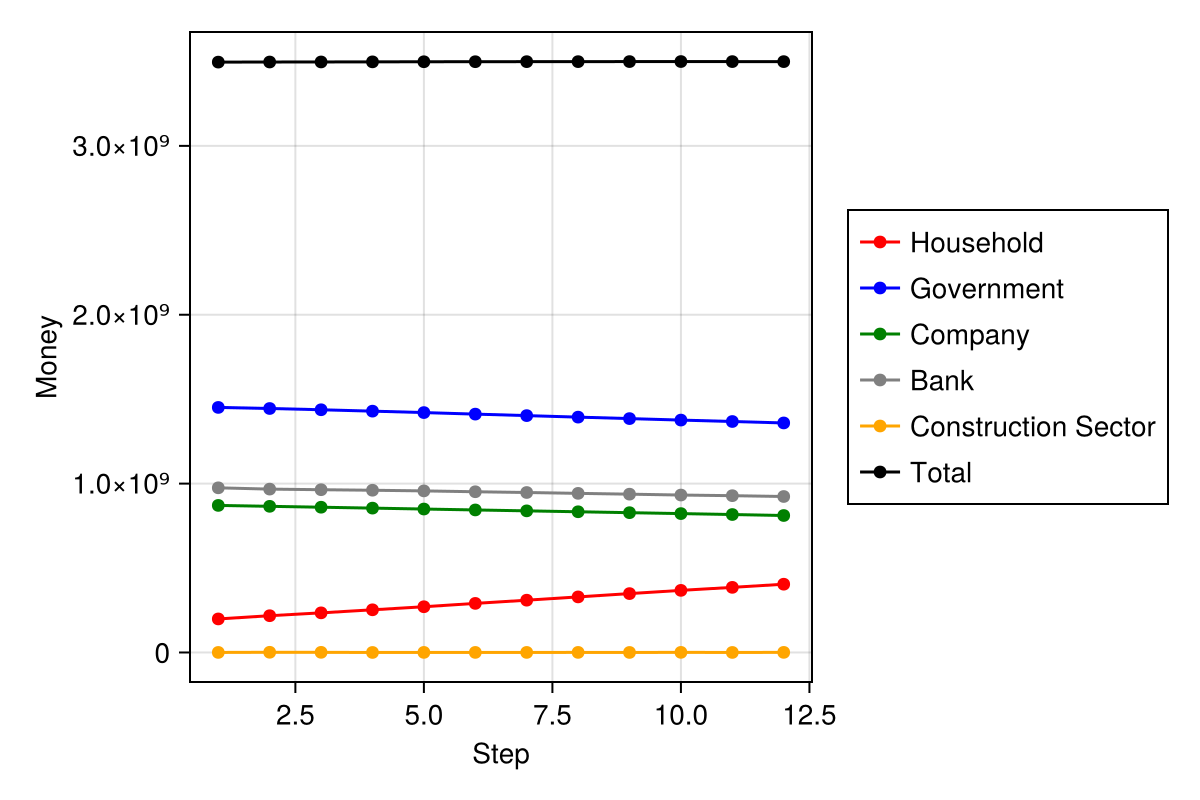 3.0×10⁹
2.0×10⁹
1.0×10⁹
0
Money
2.5
5.0
7.5
10.0
12.5
Step
Household
Government
Company
Bank
Construction Sector
Total